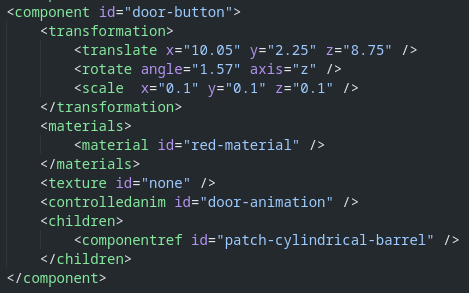 <component id="door-button">
    <transformation>
        <translate x="10.05" y="2.25" z="8.75" />
        <rotate angle="1.57" axis="z" />
        <scale  x="0.1" y="0.1" z="0.1" />
    </transformation>
    <materials>
        <material id="red-material" />
    </materials>
    <texture id="none" />
    <controlledanim id="door-animation" />
    <children>
        <componentref id="patch-cylindrical-barrel" />
    </children>
</component>